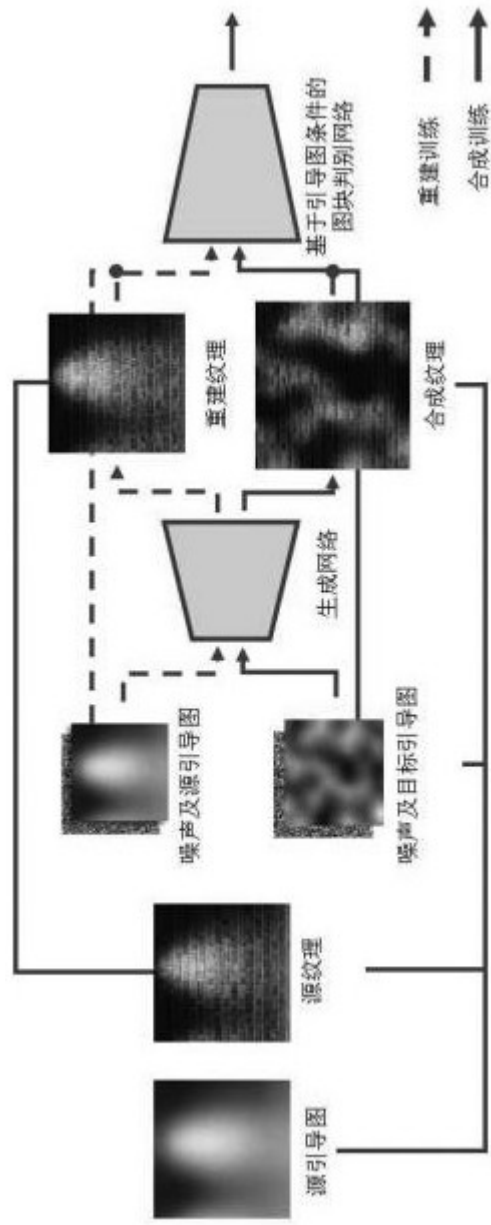 源引导图
源纹理
噪声及源引导图
噪声及目标引导图
生成网络
重建纹理
合成纹理
基于引导图条件的
图块判别网络
重建训练
合成训练